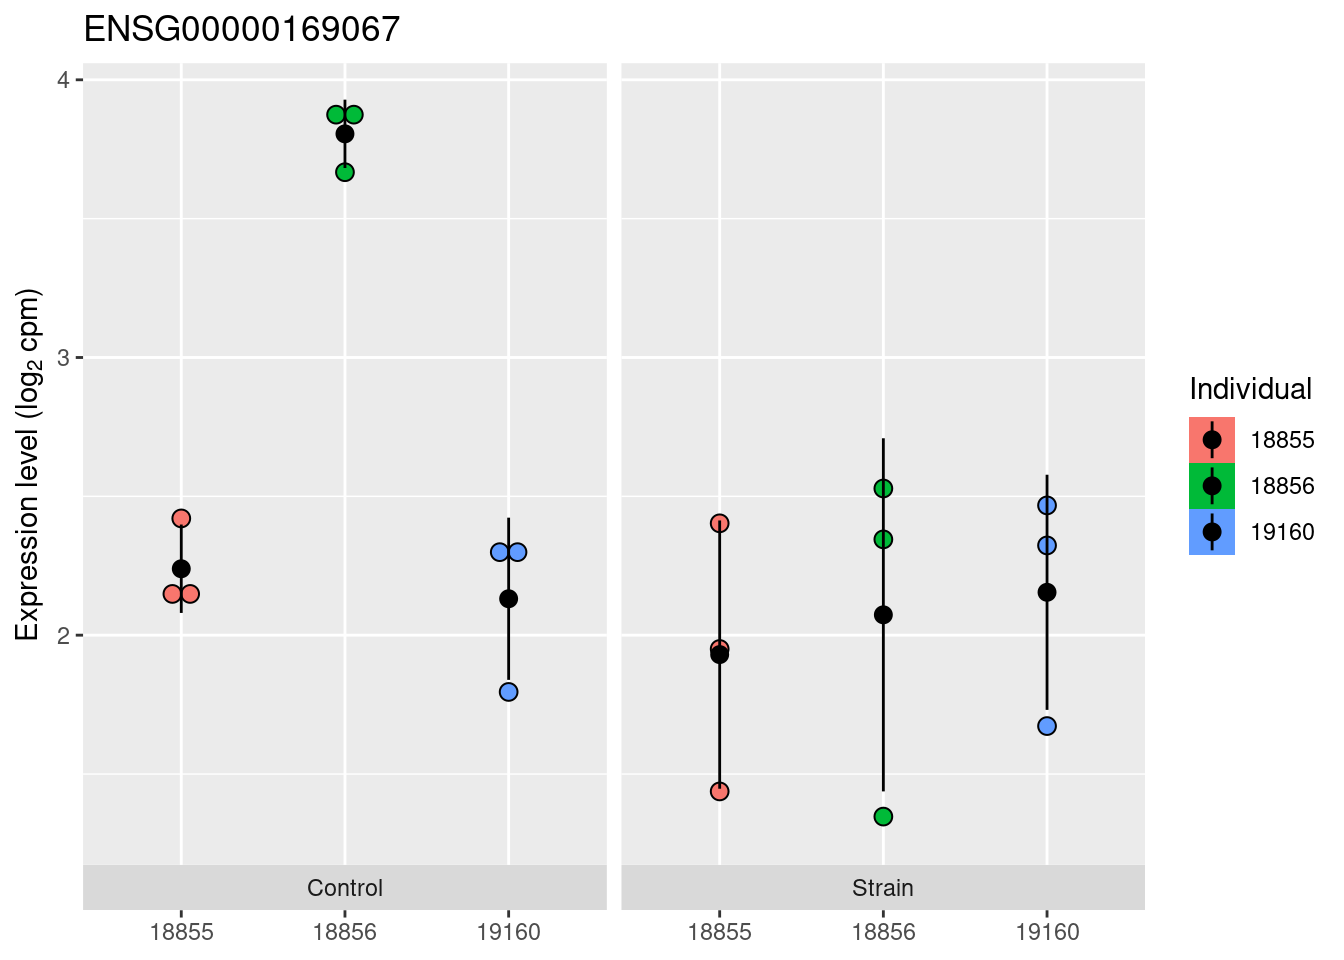 ENSG00000169067
Expression level (log2 cpm)
4
3
2
Control
Strain
18855
18856
19160
18855
18856
19160
Individual
18855
18856
19160